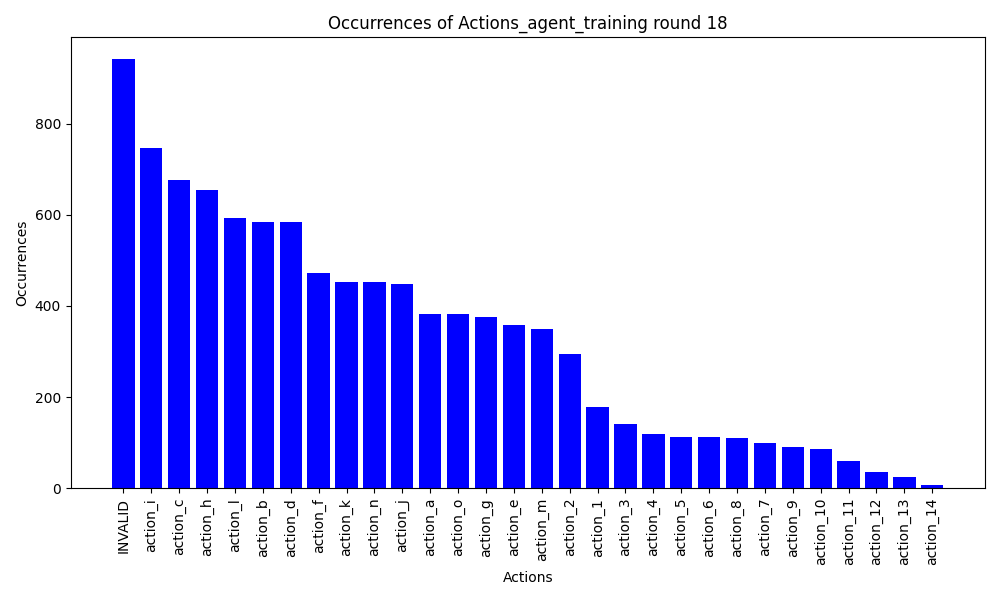 Occurrences of Actions_agent_training round 18
Occurrences
800
600
400
200
0
INVALID
action_i
action_c
action_h
action_l
action_b
action_d
action_f
action_k
action_n
action_j
action_a
action_o
action_g
action_e
action_m
action_2
action_1
action_3
action_4
action_5
action_6
action_8
action_7
action_9
action_10
action_11
action_12
action_13
action_14
Actions